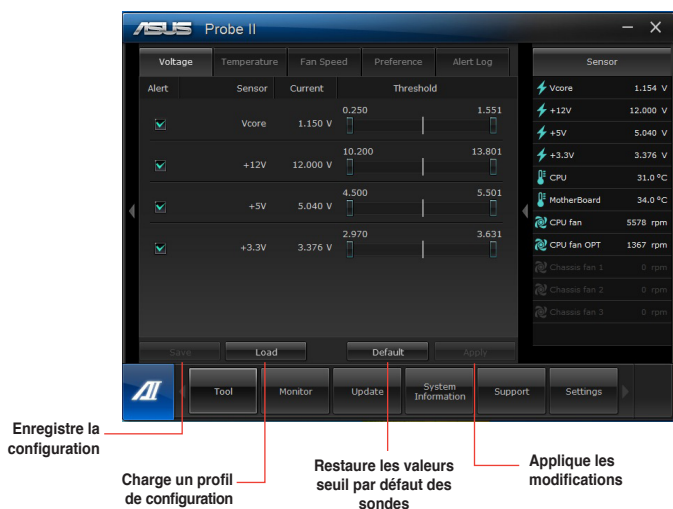 ASUS Probe II
Voltage Temperature Fan Speed Preference Alert Log
Alert Sensor Current Threshold
0.250 1.551
Vcore 1.150 V
10.200 13.801
+12V 12.000 V
4.500 5.501
+5V 5.040 V
2.970 3.631
+3.3V 3.376 V
Save Load Default Apply
Sensor
Vcore 1.154 V
+12V 12.000 V
+5V 5.040 V
+3.3V 3.376 V
CPU 31.0 ºC
MotherBoard 34.0 ºC
CPU fan 5578 rpm
CPU fan OPT 1367 rpm
Chassis fan 1 0 rpm
Chassis fan 2 0 rpm
Chassis fan 3 0 rpm
Tool Monitor Update System Information Support Settings
Enregistre la
configuration
Charge un profil
de configuration
Restaure les valeurs
seuil par défaut des
sondes
Applique les
modifications